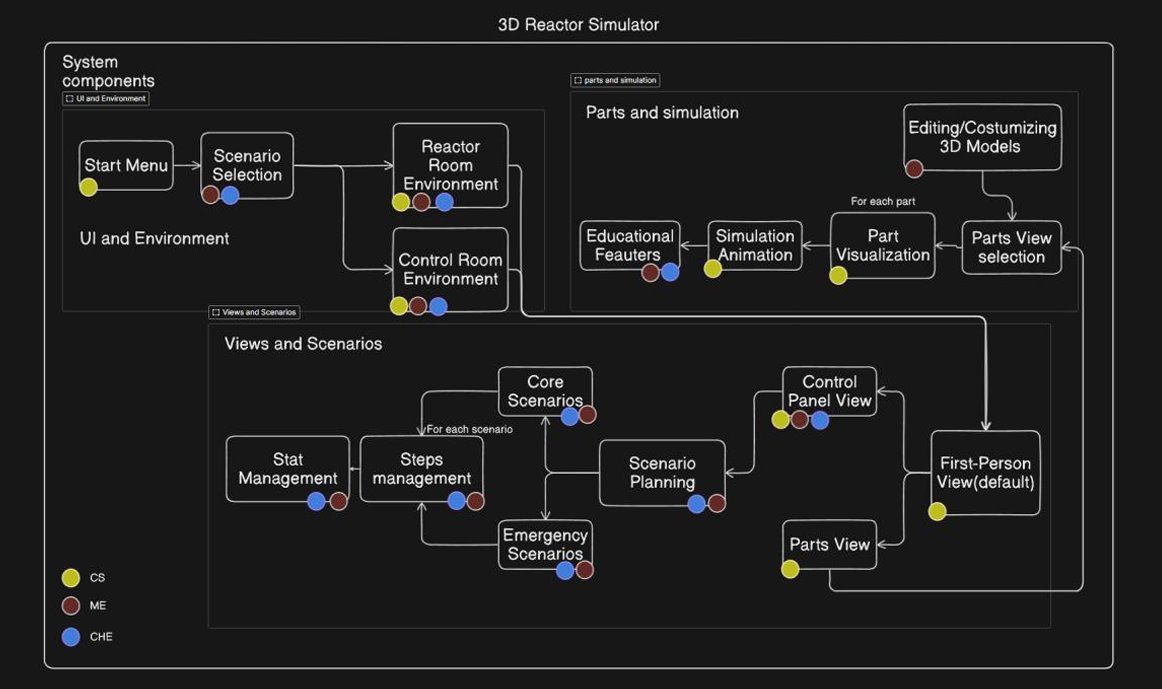 3D Reactor Simulator
System
components
UI and Environment
Start Menu
Scenario
Selection
Reactor
Room
Environment
Control Room
Environment
UI and Environment
parts and simulation
Parts and simulation
Editing/Costumizing
3D Models
For each part
Educational
Feauters
Simulation
Animation
Part
Visualization
Parts View
selection
Views and Scenarios
Views and Scenarios
Core
Scenarios
Control
Panel View
For each scenario
Stat
Management
Steps
management
Scenario
Planning
First-Person
View(default)
Emergency
Scenarios
Parts View
CS
ME
CHE